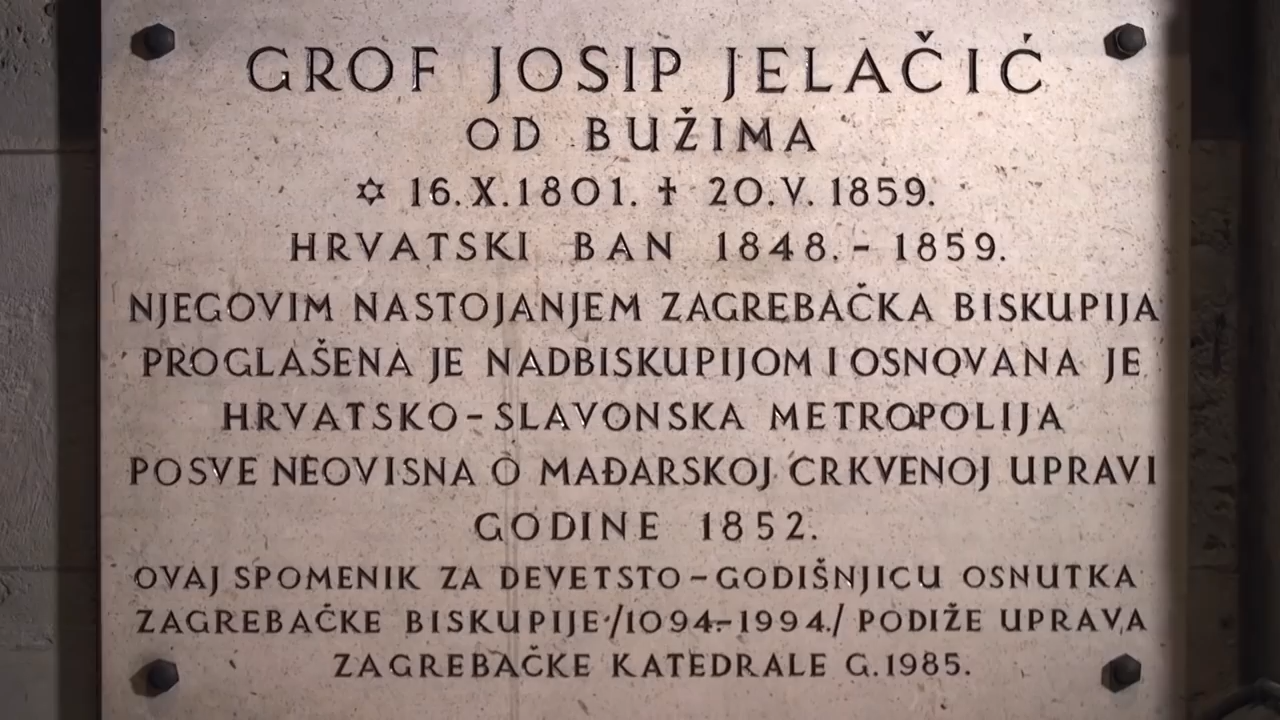 GROF JOSIP JELAČIĆ
OD BUŽIMA
✡ 16.X.1801. ✝ 20.V.1859.
HRVATSKI BAN 1848.-1859.
NJEGOVIM NASTOJANJEM ZAGREBAČKA BISKUPIJA
PROGLAŠENA JE NADBISKUPIJOM I OSNOVANA JE
HRVATSKO-SLAVONSKA METROPOLIJA
POSVE NEOVISNA O MAĐARSKOJ CRKVENOJ UPRAVI
GODINE 1852.
OVAJ SPOMENIK ZA DEVETSTO-GODIŠNJICU OSNUTKA
ZAGREBAČKE BISKUPIJE /1094.-1994./ PODIŽE UPRAVA
ZAGREBAČKE KATEDRALE G.1985.